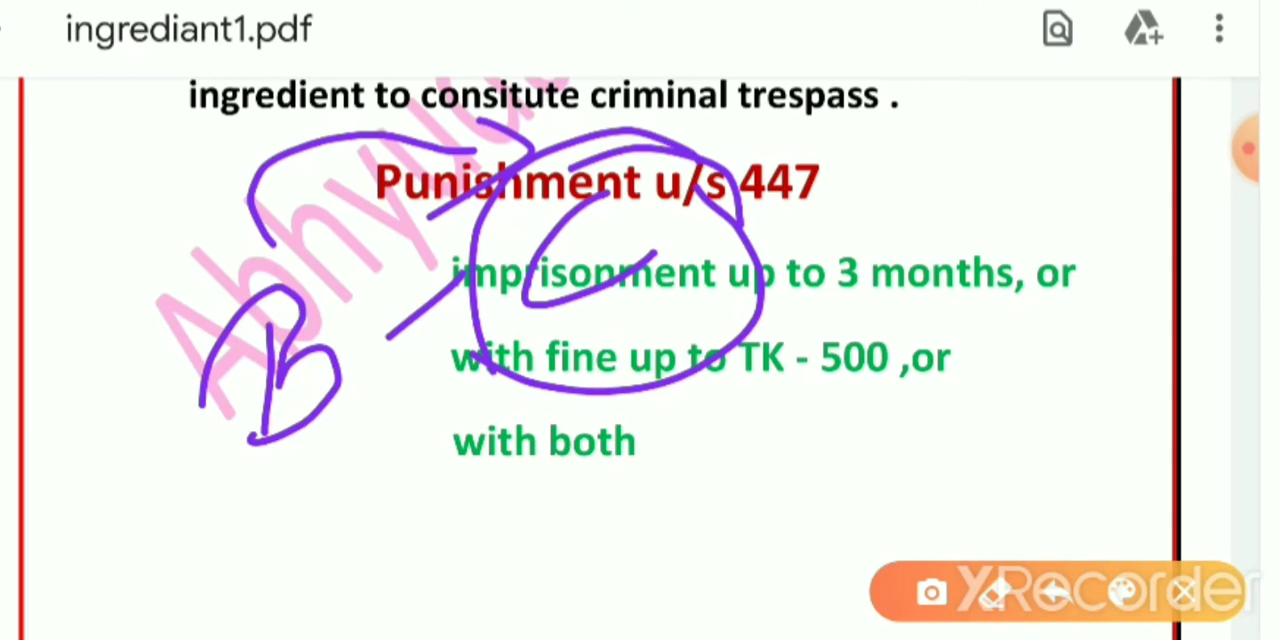 ingrediant1.pdf
ingredient to consitute criminal trespass .
Punishment u/s 447
imprisonment up to 3 months, or
with fine up to TK - 500 ,or
with both
B
XRecorder